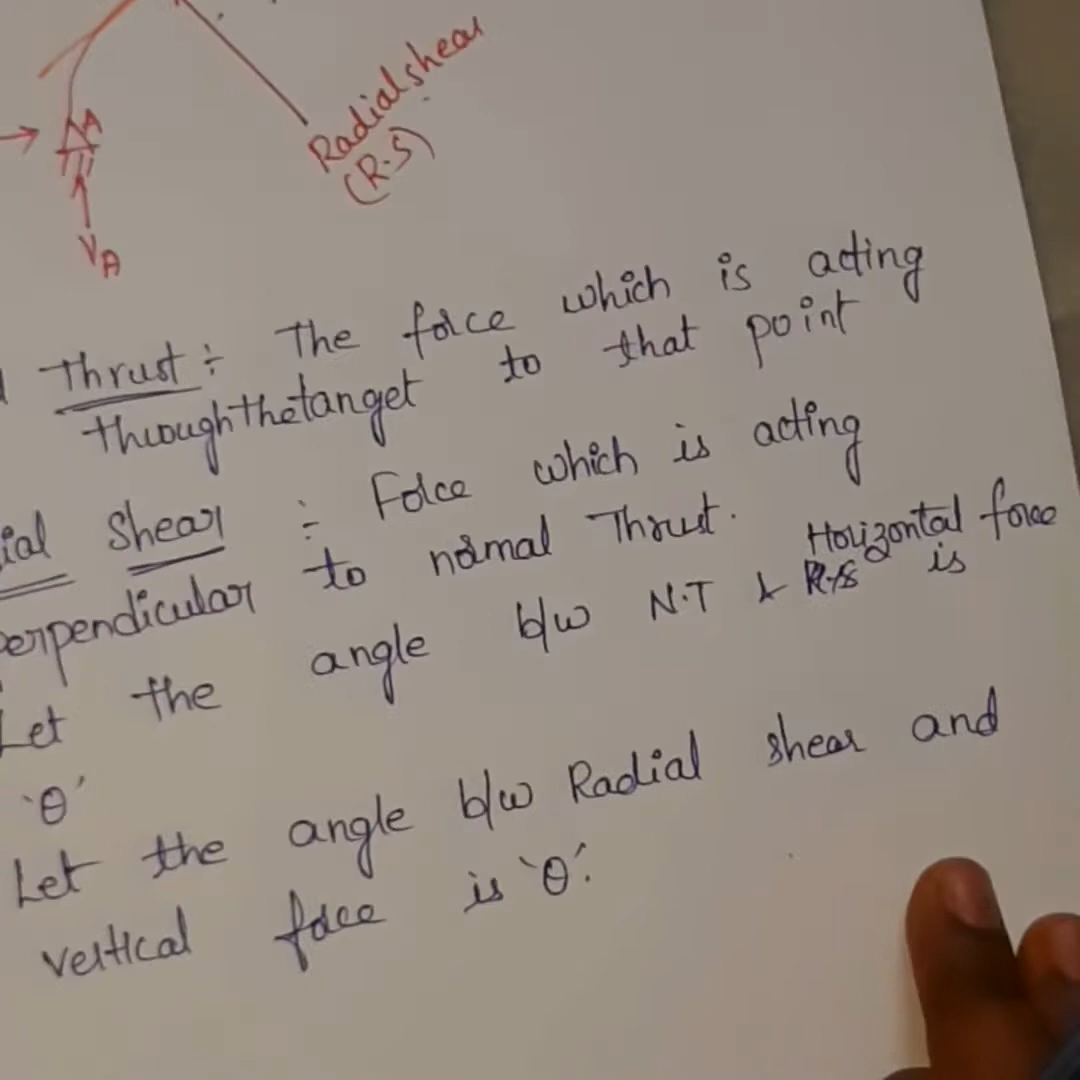 A
VA
Radial shear
(R.S)
Thrust :- The force which is acting
through the tanget to that point
ial Shear :- Force which is acting
perpendicular to normal Thrust.
Horizontal force
Let the angle b/w N.T & R.S is
'θ'
Let the angle b/w Radial shear and
vertical force is 'θ'.